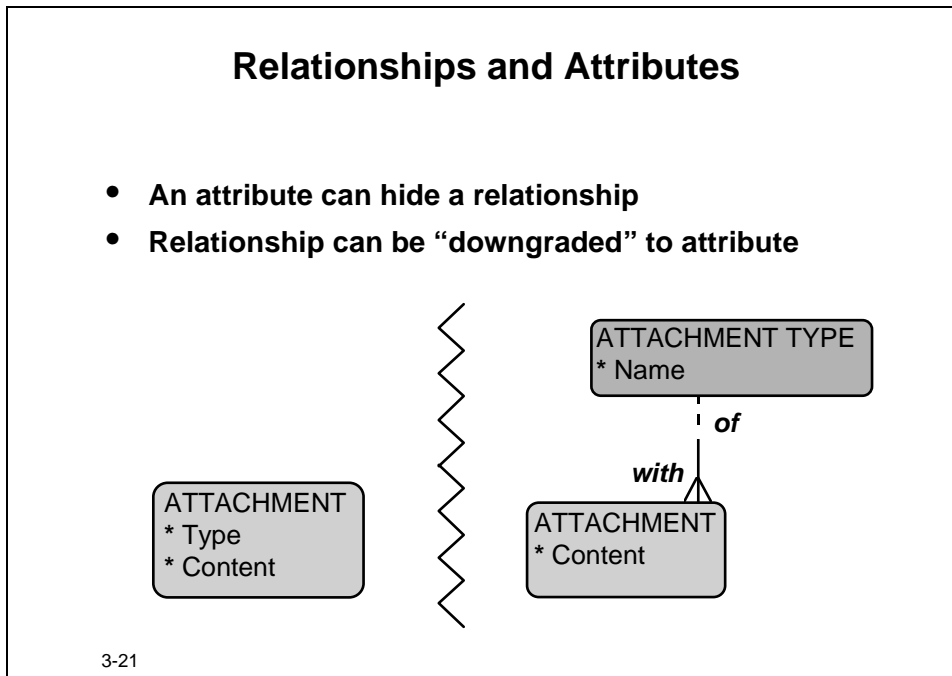 Relationships and Attributes
• An attribute can hide a relationship
• Relationship can be “downgraded” to attribute
ATTACHMENT
* Type
* Content
ATTACHMENT TYPE
* Name
of
with
ATTACHMENT
* Content
3-21